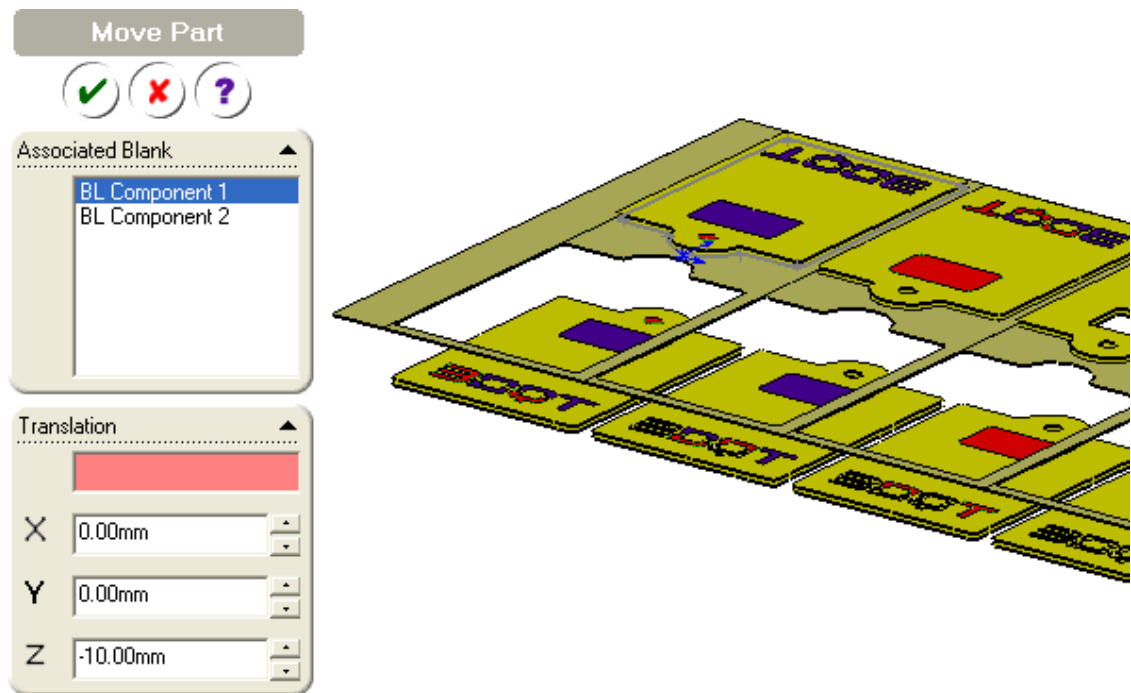 Move Part
?
Associated Blank
BL Component 1
BL Component 2
Translation
X 0.00mm
Y 0.00mm
Z -10.00mm